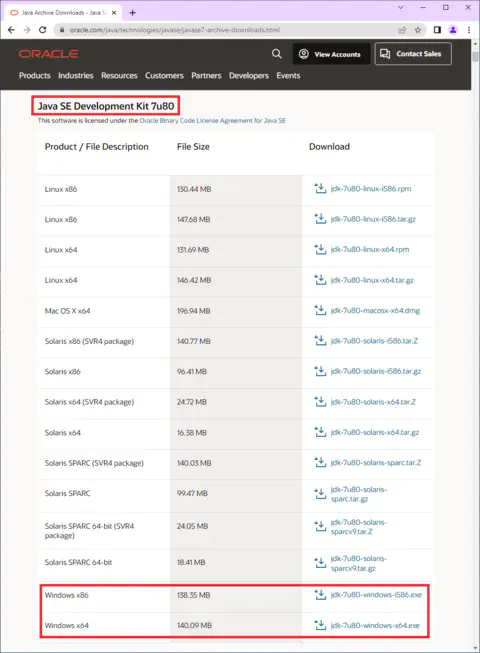 Java Archive Downloads - Java SE
oracle.com/java/technologies/javase/javase7-archive-downloads.html
ORACLE
View Accounts
Contact Sales
Products Industries Resources Customers Partners Developers Events
Java SE Development Kit 7u80
This software is licensed under the Oracle Binary Code License Agreement for Java SE
Product / File Description File Size Download
Linux x86 130.44 MB jdk-7u80-linux-i586.rpm
Linux x86 147.68 MB jdk-7u80-linux-i586.tar.gz
Linux x64 131.69 MB jdk-7u80-linux-x64.rpm
Linux x64 146.42 MB jdk-7u80-linux-x64.tar.gz
Mac OS X x64 196.94 MB jdk-7u80-macosx-x64.dmg
Solaris x86 (SVR4 package) 140.77 MB jdk-7u80-solaris-i586.tar.Z
Solaris x86 96.41 MB jdk-7u80-solaris-i586.tar.gz
Solaris x64 (SVR4 package) 24.72 MB jdk-7u80-solaris-x64.tar.Z
Solaris x64 16.38 MB jdk-7u80-solaris-x64.tar.gz
Solaris SPARC (SVR4 package) 140.03 MB jdk-7u80-solaris-sparc.tar.Z
Solaris SPARC 99.47 MB jdk-7u80-solaris-
sparc.tar.gz
Solaris SPARC 64-bit (SVR4
package) 24.05 MB jdk-7u80-solaris-
sparcv9.tar.Z
Solaris SPARC 64-bit 18.41 MB jdk-7u80-solaris-
sparcv9.tar.gz
Windows x86 138.35 MB jdk-7u80-windows-i586.exe
Windows x64 140.09 MB jdk-7u80-windows-x64.exe